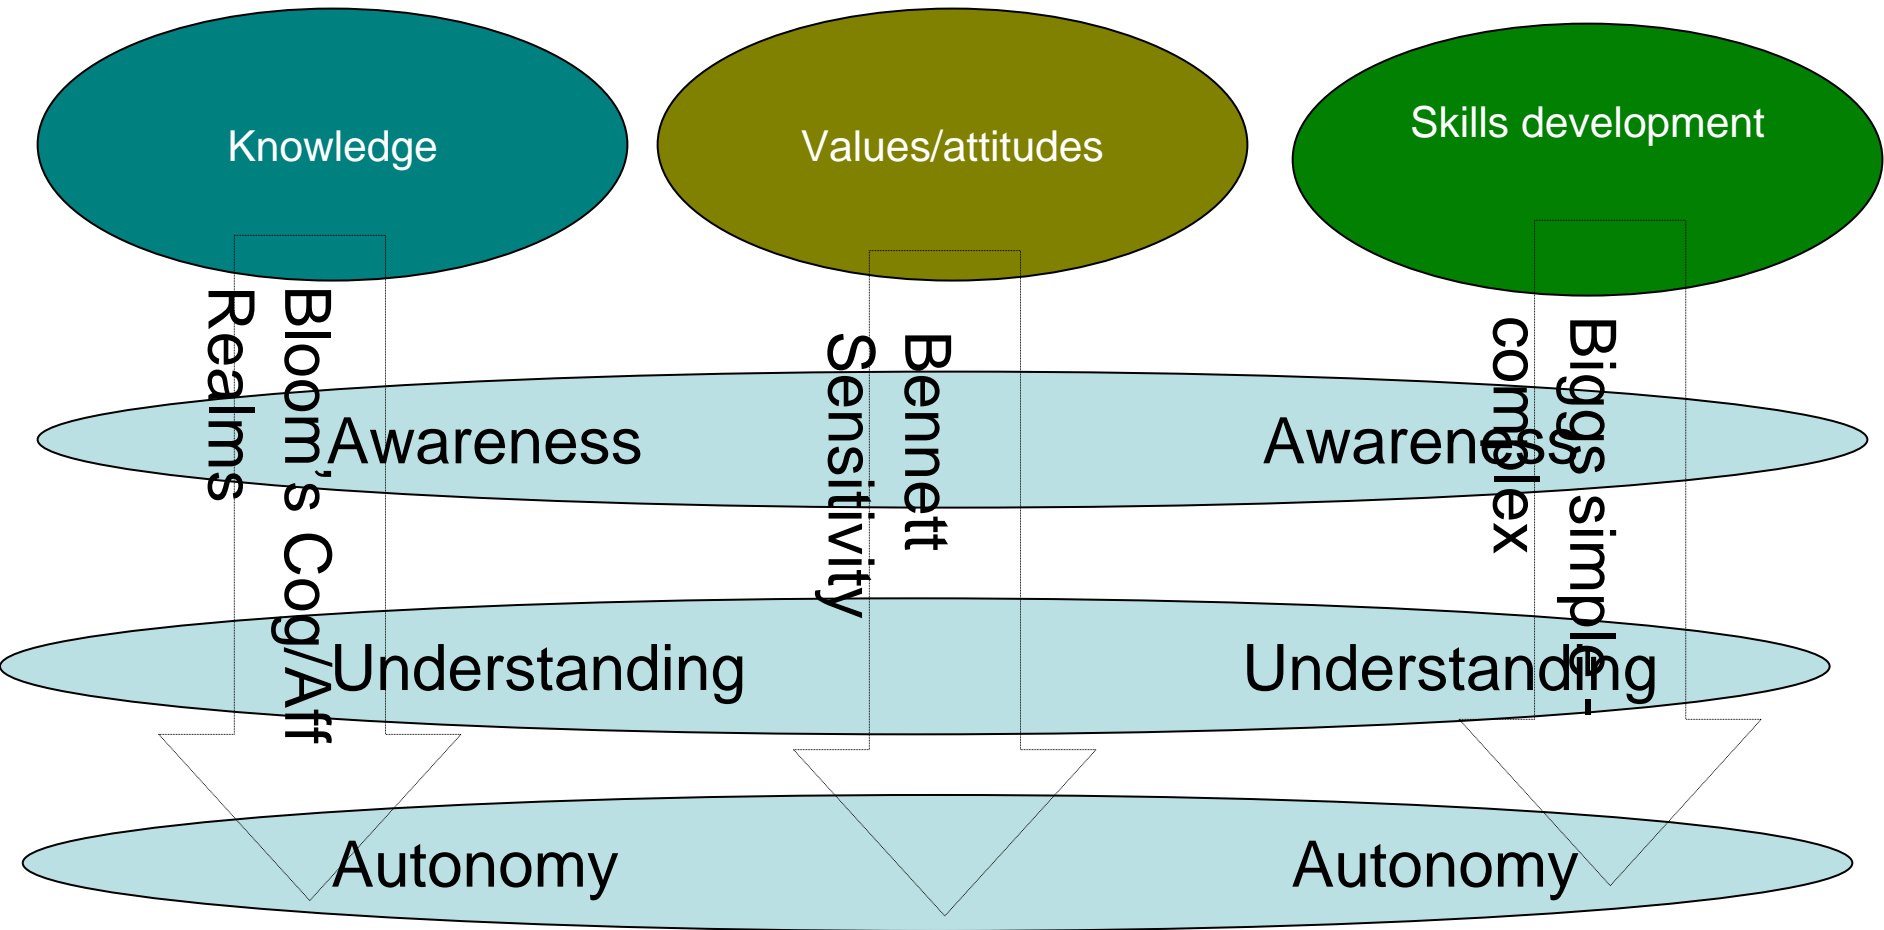 Knowledge
Values/attitudes
Skills development
Bloom’s Cog/Aff
Realms
Bennett
Sensitivity
Biggs simple -
complex
Awareness Awareness
Understanding Understanding
Autonomy Autonomy